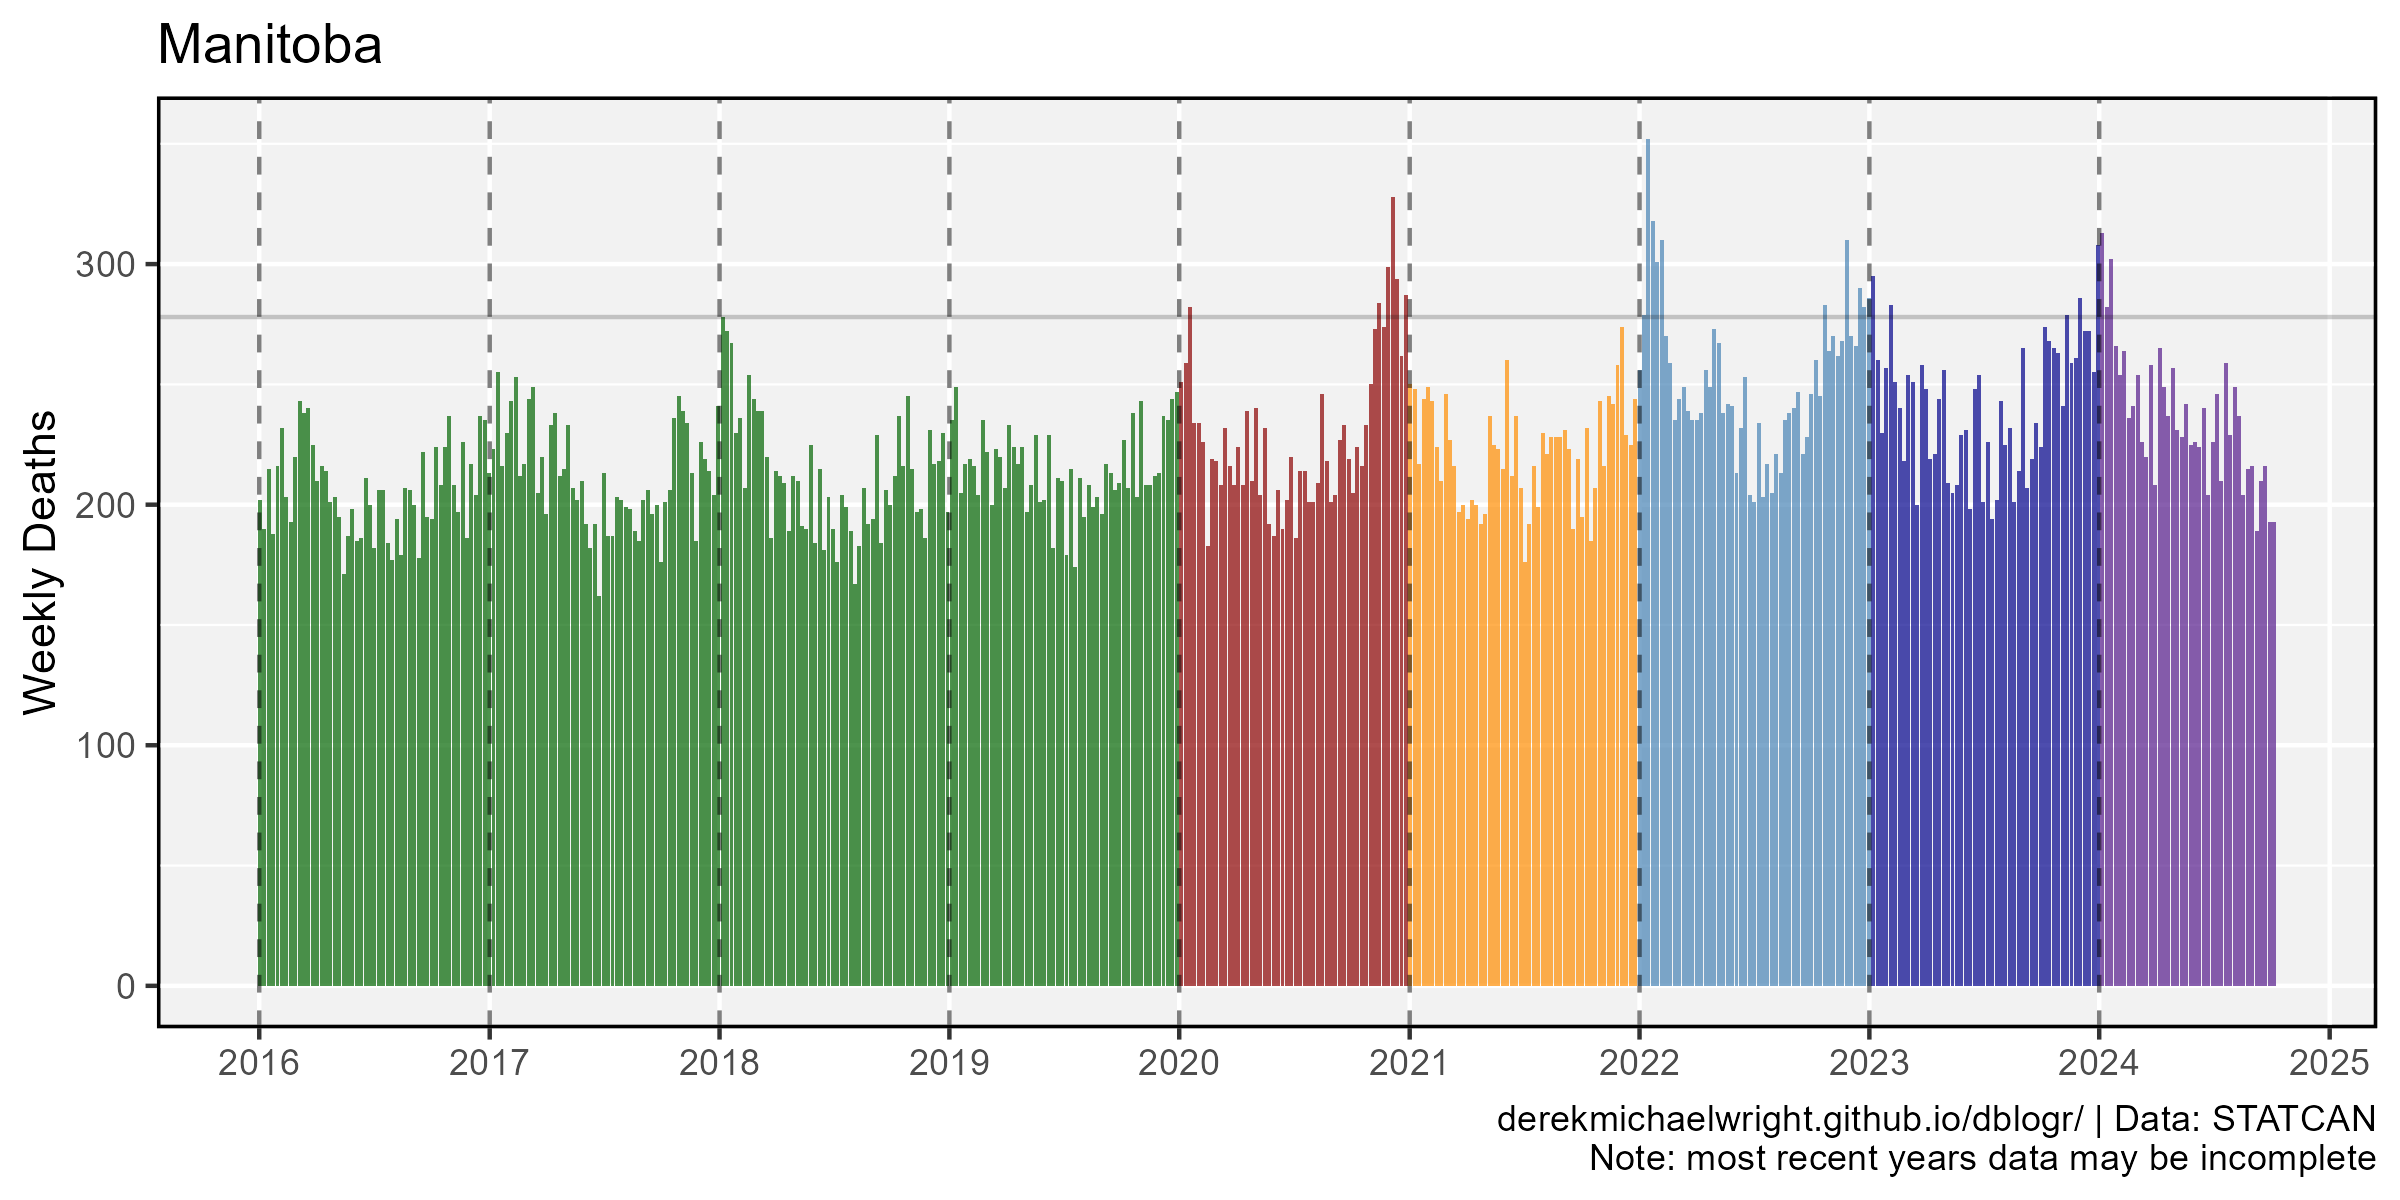 Manitoba
Weekly Deaths
300
200
100
0
2016 2017 2018 2019 2020 2021 2022 2023 2024 2025
derekmichaelwright.github.io/dblogr/ | Data: STATCAN
Note: most recent years data may be incomplete